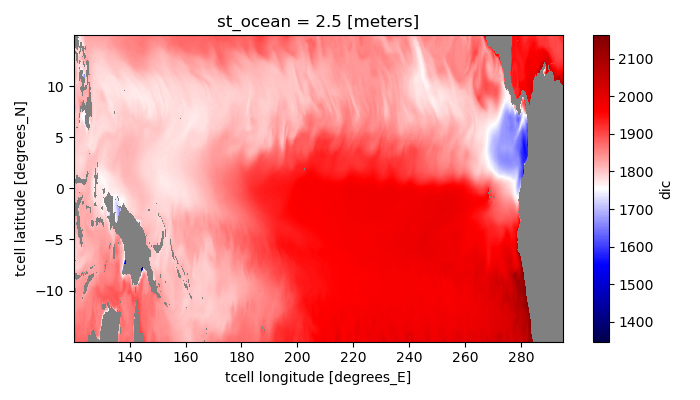 st_ocean = 2.5 [meters]
10
5
0
−5
−10
tcell latitude [degrees_N]
140 160 180 200 220 240 260 280
tcell longitude [degrees_E]
2100
2000
1900
1800
1700
1600
1500
1400
dic